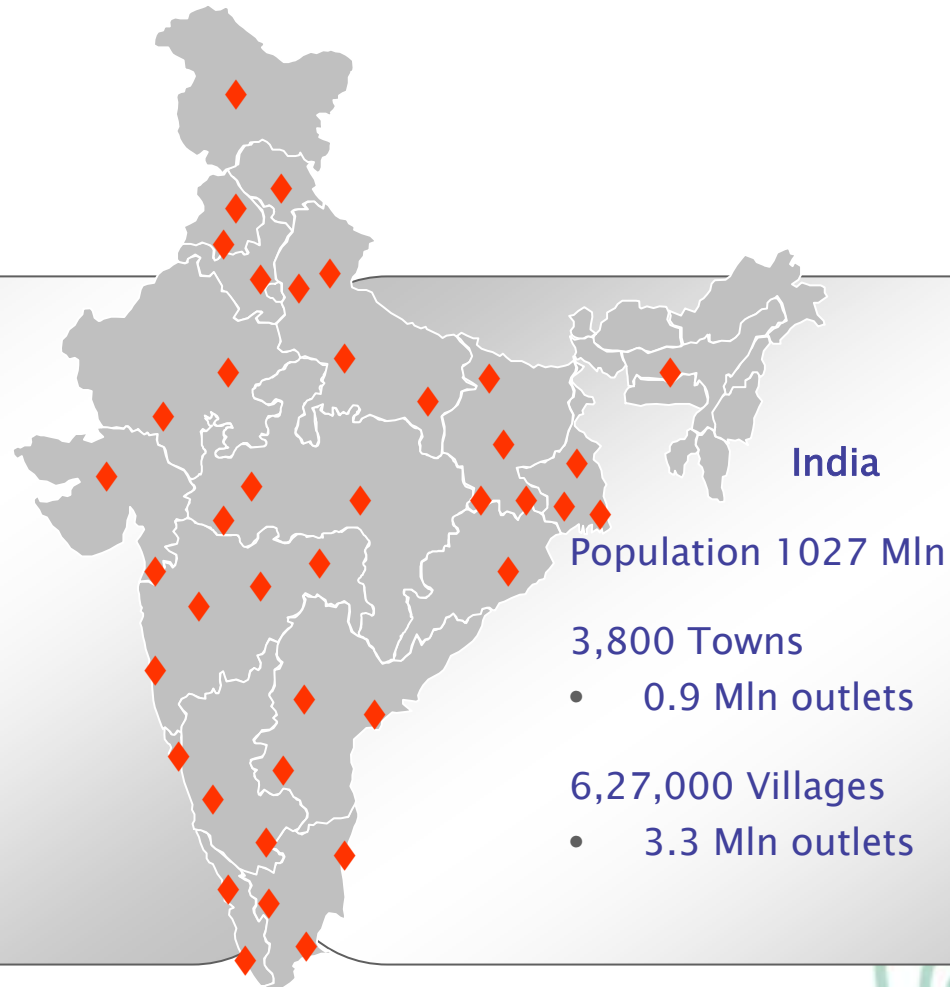 India
Population 1027 Mln
3,800 Towns
• 0.9 Mln outlets
6,27,000 Villages
• 3.3 Mln outlets